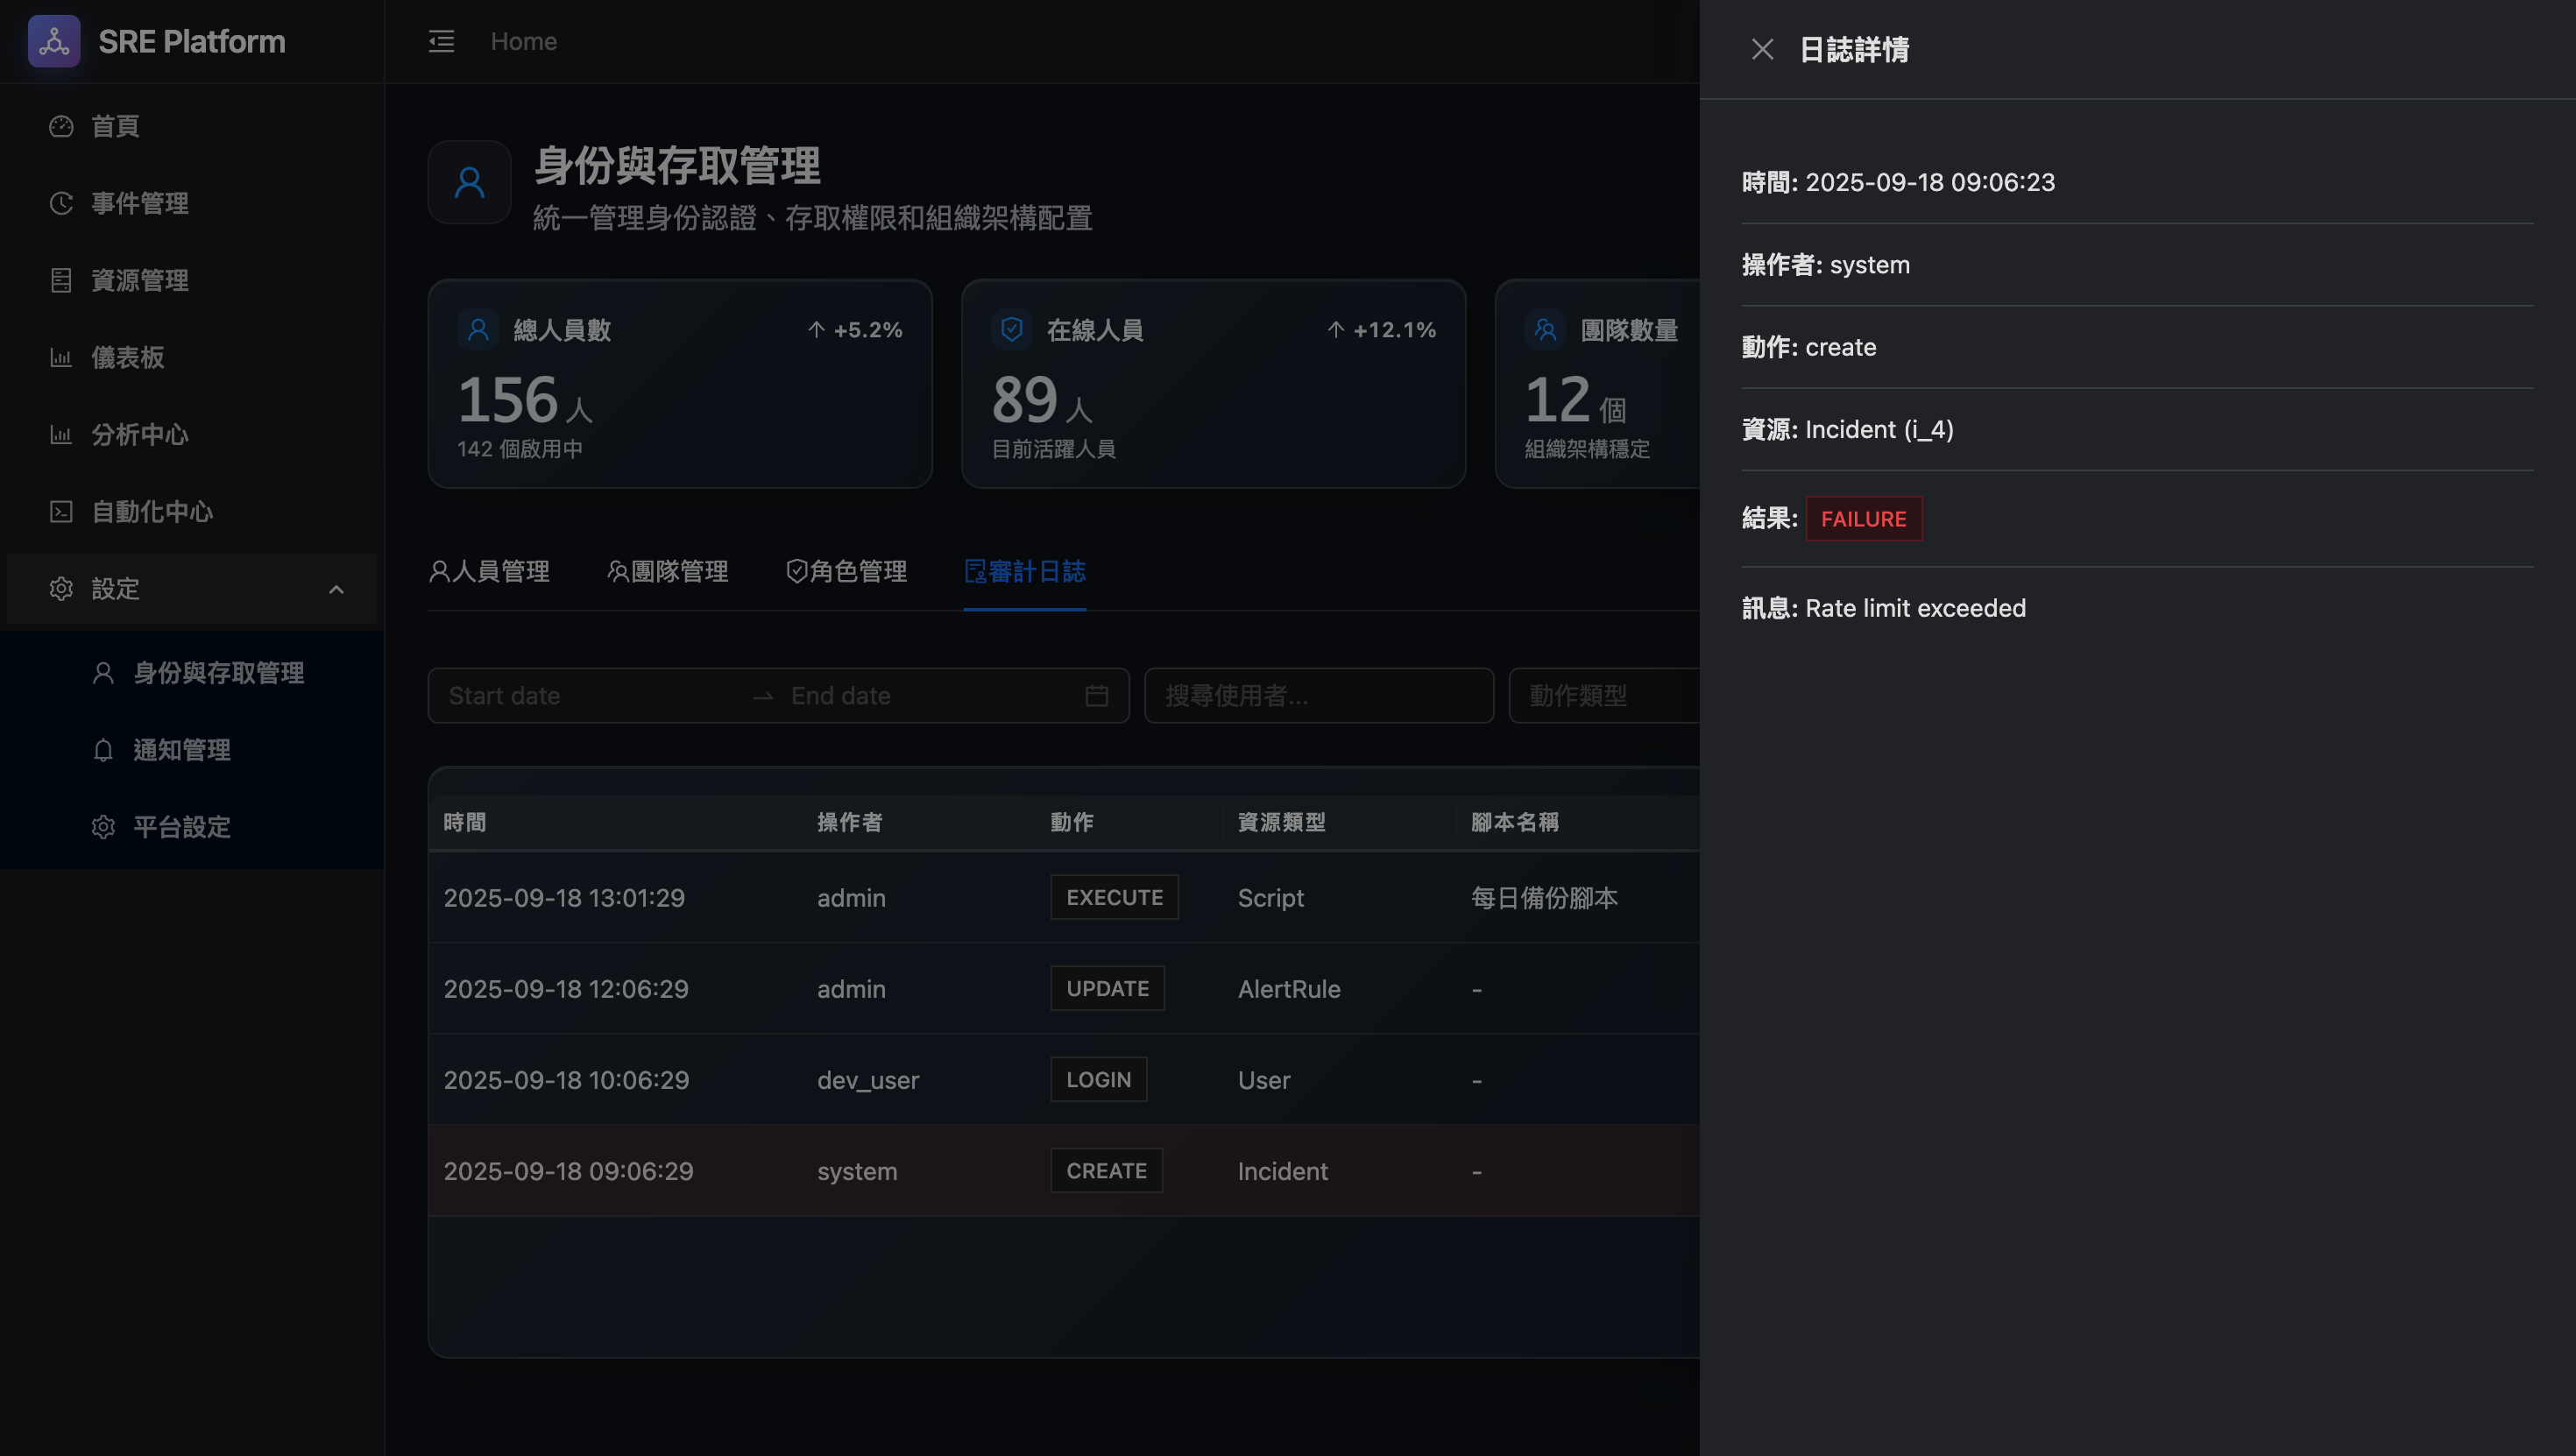 SRE Platform
Home
首頁
事件管理
資源管理
儀表板
分析中心
自動化中心
設定
身份與存取管理
通知管理
平台設定
身份與存取管理
統一管理身份認證、存取權限和組織架構配置
總人員數
+5.2%
156 人
142 個啟用中
在線人員
+12.1%
89 人
目前活躍人員
團隊數量
12 個
組織架構穩定
人員管理 團隊管理 角色管理 審計日誌
Start date End date 搜尋使用者... 動作類型
時間 操作者 動作 資源類型 腳本名稱
2025-09-18 13:01:29 admin EXECUTE Script 每日備份腳本
2025-09-18 12:06:29 admin UPDATE AlertRule -
2025-09-18 10:06:29 dev_user LOGIN User -
2025-09-18 09:06:29 system CREATE Incident -
日誌詳情
時間: 2025-09-18 09:06:23
操作者: system
動作: create
資源: Incident (i_4)
結果: FAILURE
訊息: Rate limit exceeded